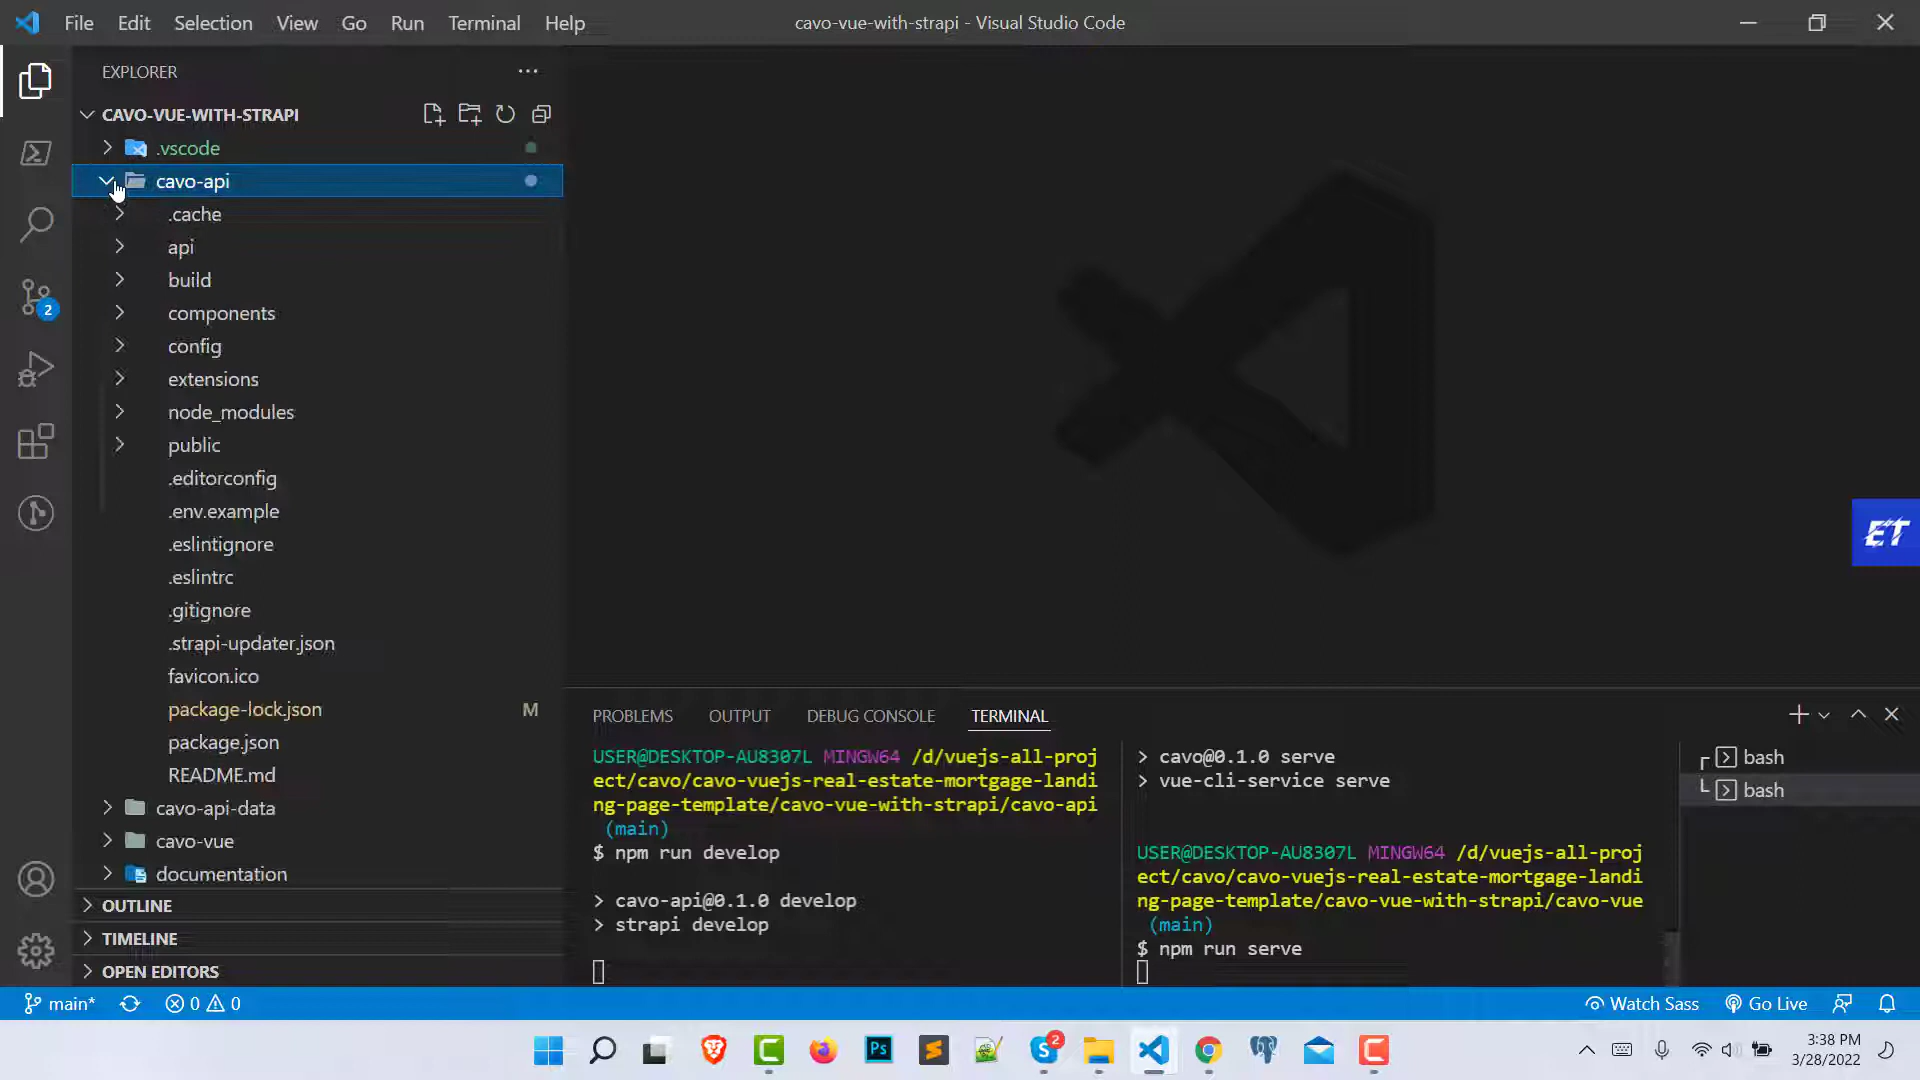 File Edit Selection View Go Run Terminal Help
cavo-vue-with-strapi - Visual Studio Code
EXPLORER
CAVO-VUE-WITH-STRAPI
.vscode
cavo-api
.cache
api
build
components
config
extensions
node_modules
public
.editorconfig
.env.example
.eslintignore
.eslintrc
.gitignore
.strapi-updater.json
favicon.ico
package-lock.json M
package.json
README.md
cavo-api-data
cavo-vue
documentation
OUTLINE
TIMELINE
OPEN EDITORS
2
ET
PROBLEMS OUTPUT DEBUG CONSOLE TERMINAL
USER@DESKTOP-AU8307L MINGW64 /d/vuejs-all-proj
ect/cavo/cavo-vuejs-real-estate-mortgage-landi
ng-page-template/cavo-vue-with-strapi/cavo-api
(main)
$ npm run develop
> cavo-api@0.1.0 develop
> strapi develop
> cavo@0.1.0 serve
> vue-cli-service serve
USER@DESKTOP-AU8307L MINGW64 /d/vuejs-all-proj
ect/cavo/cavo-vuejs-real-estate-mortgage-landi
ng-page-template/cavo-vue-with-strapi/cavo-vue
(main)
$ npm run serve
bash
bash
main* 0 0
Watch Sass Go Live
Ps
2
3:38 PM
3/28/2022